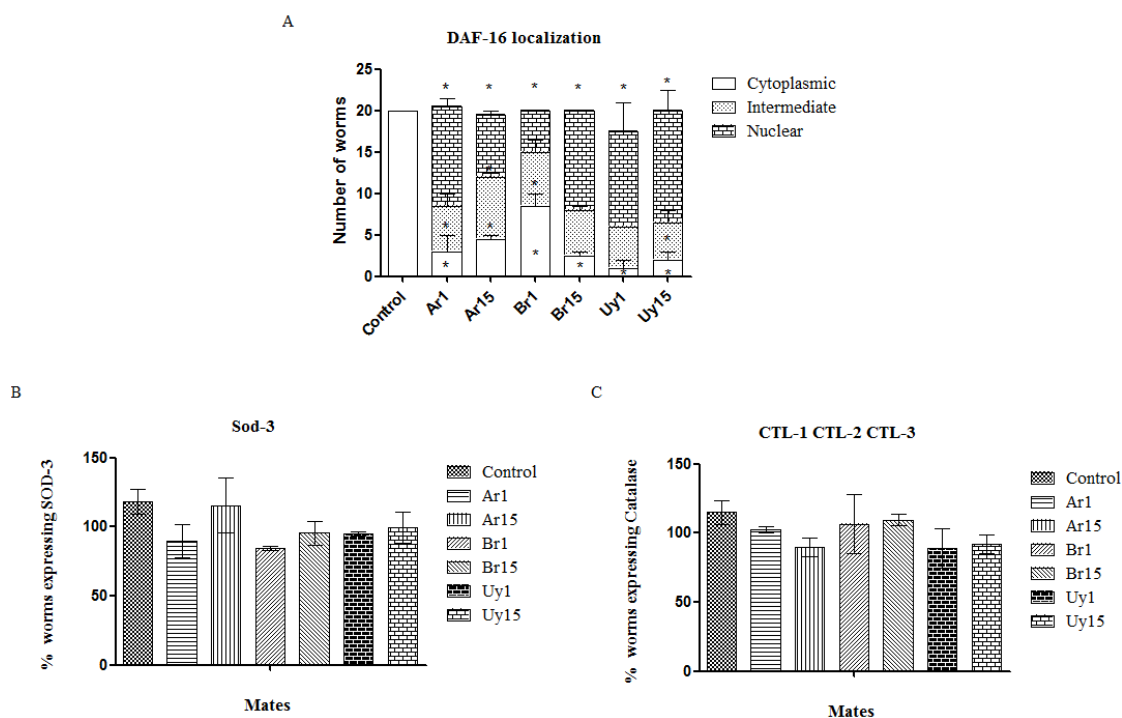 A
DAF-16 localization
Number of worms
25
20
15
10
5
0
* * * * * *
* * * *
* * * * * *
Control
Ar1
Ar15
Br1
Br15
Uy1
Uy15
Cytoplasmic
Intermediate
Nuclear
B
Sod-3
% worms expressing SOD-3
150
100
50
0
Mates
Control
Ar1
Ar15
Br1
Br15
Uy1
Uy15
C
CTL-1 CTL-2 CTL-3
% worms expressing Catalase
150
100
50
0
Mates
Control
Ar1
Ar15
Br1
Br15
Uy1
Uy15